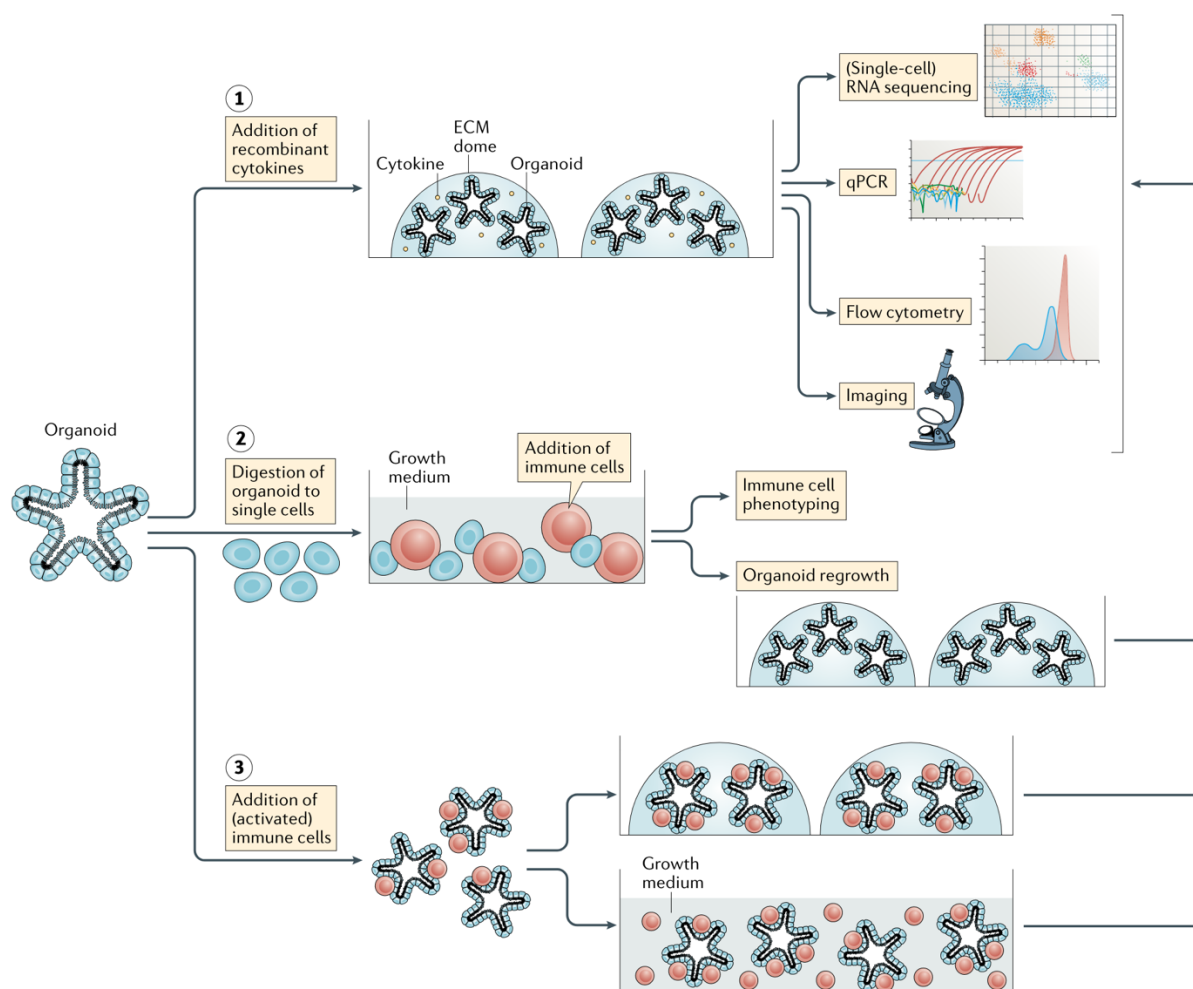 1
Addition of
recombinant
cytokines
ECM
dome
Cytokine
Organoid
(Single-cell)
RNA sequencing
qPCR
Flow cytometry
Imaging
Organoid
2
Digestion of
organoid to
single cells
Growth
medium
Addition of
immune cells
Immune cell
phenotyping
Organoid regrowth
3
Addition of
(activated)
immune cells
Growth
medium